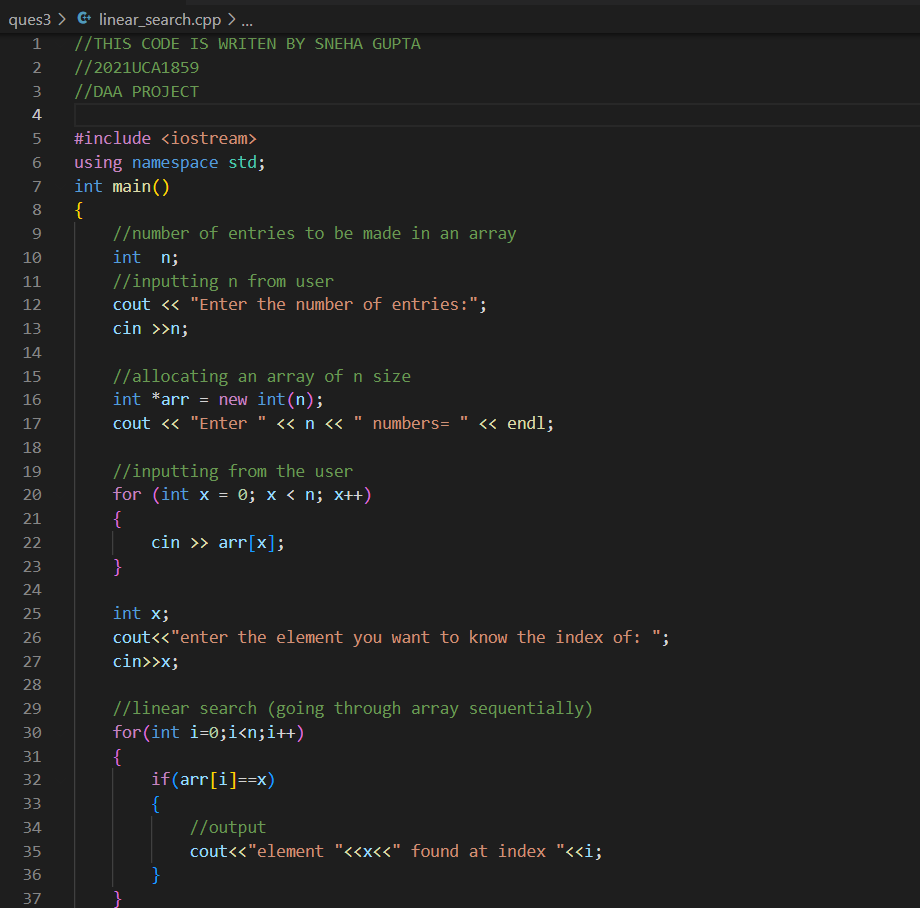 ques3 > linear_search.cpp > ...
1 //THIS CODE IS WRITEN BY SNEHA GUPTA
2 //2021UCA1859
3 //DAA PROJECT
4
5 #include <iostream>
6 using namespace std;
7 int main()
8 {
9     //number of entries to be made in an array
10     int  n;
11     //inputting n from user
12     cout << "Enter the number of entries:";
13     cin >>n;
14
15     //allocating an array of n size
16     int *arr = new int(n);
17     cout << "Enter " << n << " numbers= " << endl;
18
19     //inputting from the user
20     for (int x = 0; x < n; x++)
21     {
22         cin >> arr[x];
23     }
24
25     int x;
26     cout<<"enter the element you want to know the index of: ";
27     cin>>x;
28
29     //linear search (going through array sequentially)
30     for(int i=0;i<n;i++)
31     {
32         if(arr[i]==x)
33         {
34             //output
35             cout<<"element "<<x<<" found at index "<<i;
36         }
37     }